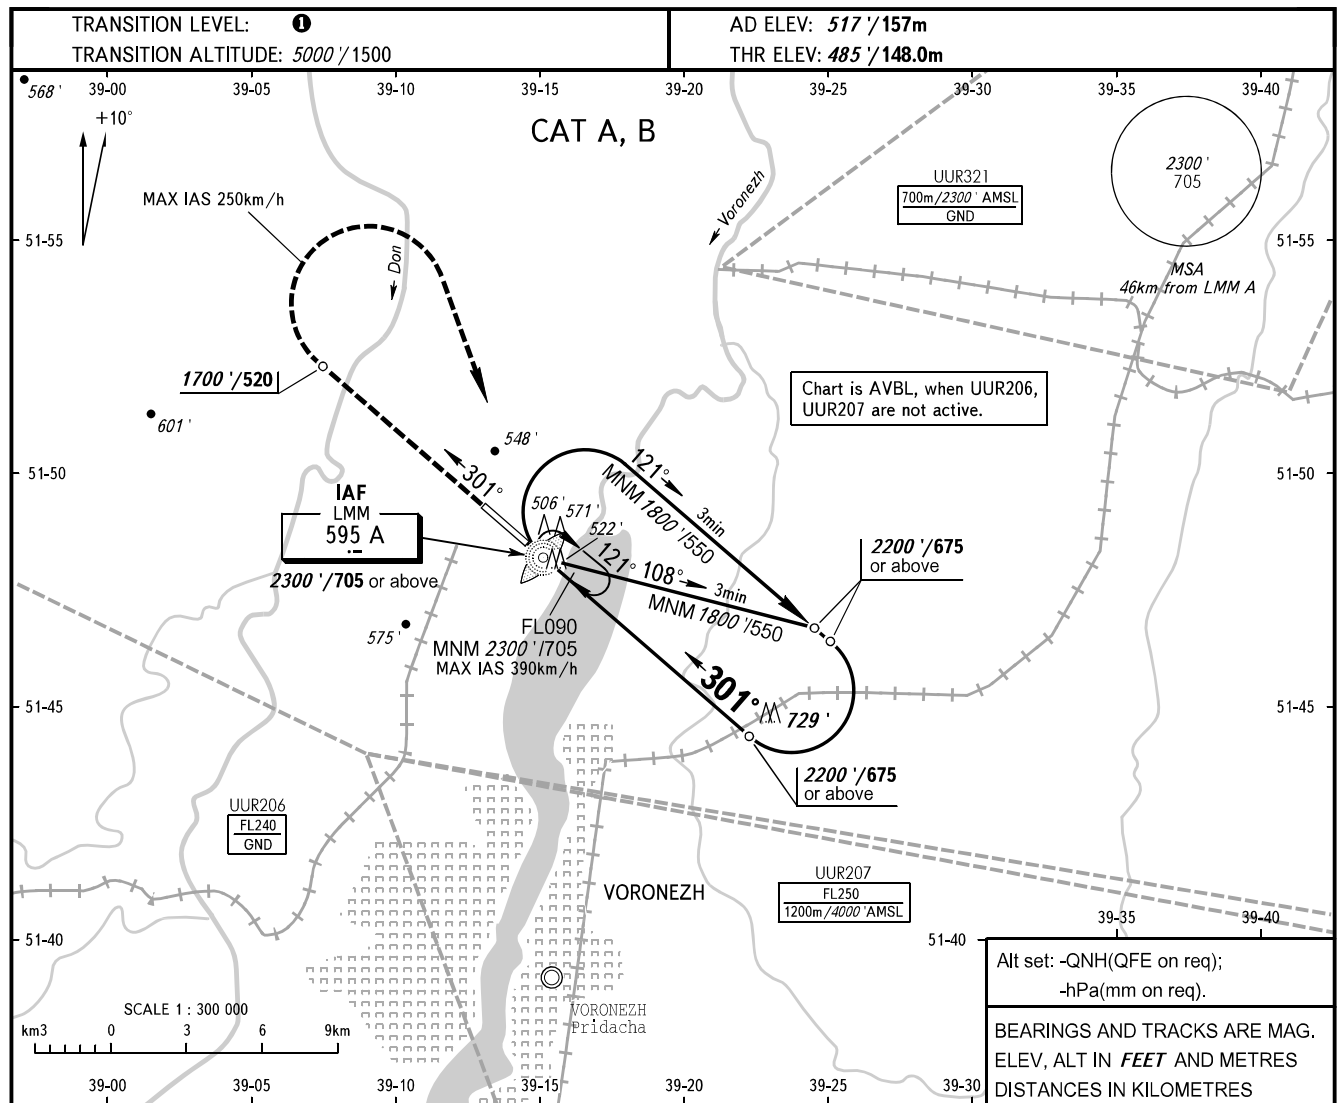 TRANSITION LEVEL: ❶
TRANSITION ALTITUDE: 5000 '/1500
AD ELEV: 517 '/157m
THR ELEV: 485 '/148.0m
568 '
39-00
39-05
39-10
39-15
39-20
39-25
39-30
39-35
39-40
+10°
CAT A, B
2300 '
705
MAX IAS 250km/h
Voronezh
UUR321
700m/2300 ' AMSL
GND
51-55
51-55
Don
MSA
46km from LMM A
1700 '/520
Chart is AVBL, when UUR206,
UUR207 are not active.
601 '
548 '
51-50
51-50
301°
121°
MNM 1800 '/550
3min
IAF
LMM
595 A
2300 '/705 or above
506 '
571 '
522 '
121°
108°
3min
MNM 1800 '/550
2200 '/675
or above
575 '
FL090
MNM 2300 '/705
MAX IAS 390km/h
301°
729 '
51-45
51-45
2200 '/675
or above
UUR206
FL240
GND
UUR207
FL250
1200m/4000 'AMSL
VORONEZH
39-35
39-40
51-40
51-40
Alt set: -QNH(QFE on req);
-hPa(mm on req).
VORONEZH
Pridacha
SCALE 1 : 300 000
km3
0
3
6
9km
BEARINGS AND TRACKS ARE MAG.
ELEV, ALT IN FEET AND METRES
DISTANCES IN KILOMETRES
39-00
39-05
39-10
39-15
39-20
39-25
39-30